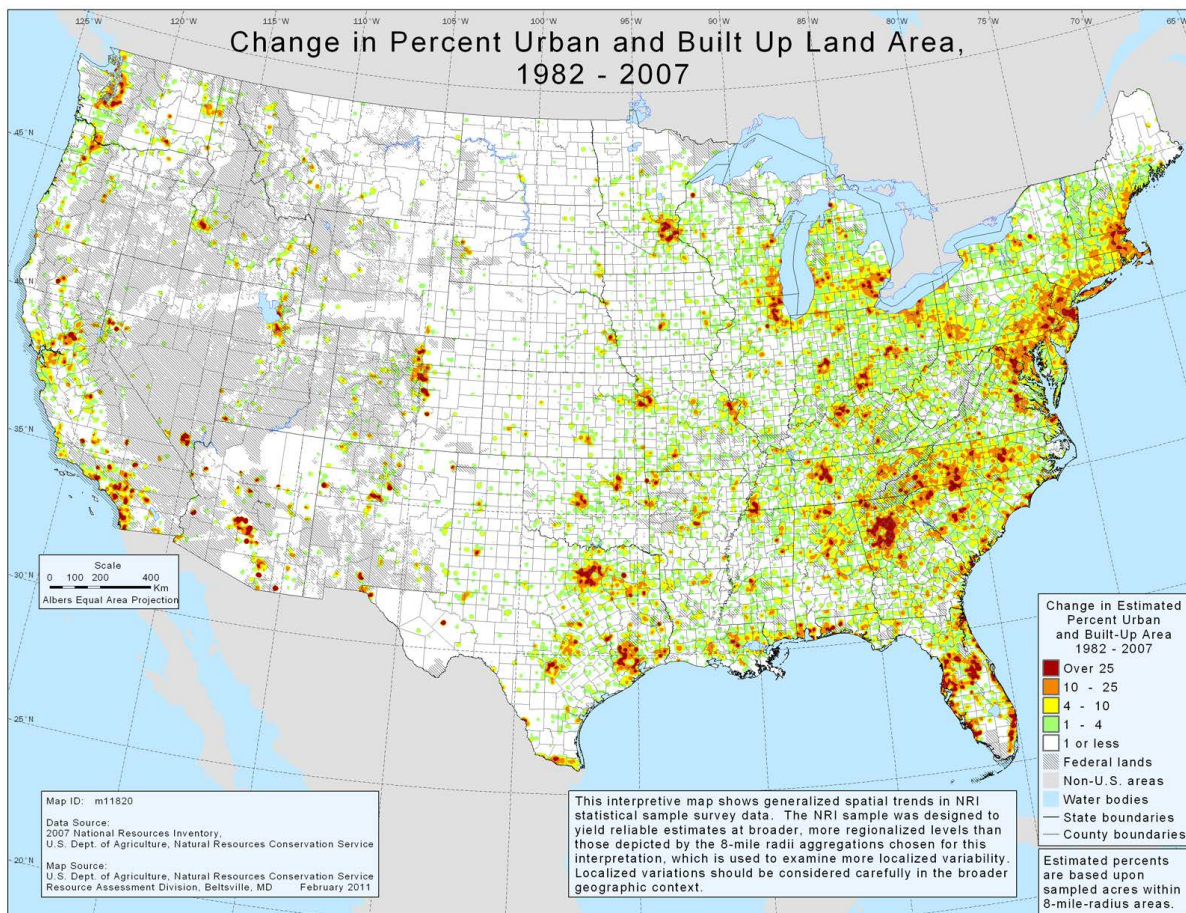 125°W 120°W 115°W 110°W 105°W 100°W 95°W 90°W 85°W 80°W 75°W 70°W 65°W
Change in Percent Urban and Built Up Land Area,
1982 - 2007
45°N
40°N
35°N
30°N
25°N
20°N
Scale
0 100 200 400
Km
Albers Equal Area Projection
Map ID: m11820
Data Source:
2007 National Resources Inventory,
U.S. Dept. of Agriculture, Natural Resources Conservation Service
Map Source:
U.S. Dept. of Agriculture, Natural Resources Conservation Service
Resource Assessment Division, Beltsville, MD February 2011
This interpretive map shows generalized spatial trends in NRI
statistical sample survey data. The NRI sample was designed to
yield reliable estimates at broader, more regionalized levels than
those depicted by the 8-mile radii aggregations chosen for this
interpretation, which is used to examine more localized variability.
Localized variations should be considered carefully in the broader
geographic context.
Change in Estimated
Percent Urban
and Built-Up Area
1982 - 2007
Over 25
10 - 25
4 - 10
1 - 4
1 or less
Federal lands
Non-U.S. areas
Water bodies
State boundaries
County boundaries
Estimated percents
are based upon
sampled acres within
8-mile-radius areas.